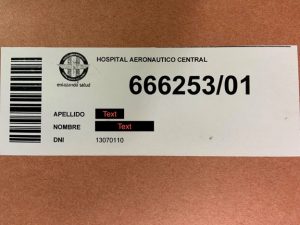 HOSPITAL AERONAUTICO CENTRAL
666253/01
APELLIDO Text
NOMBRE Text
DNI 13070110